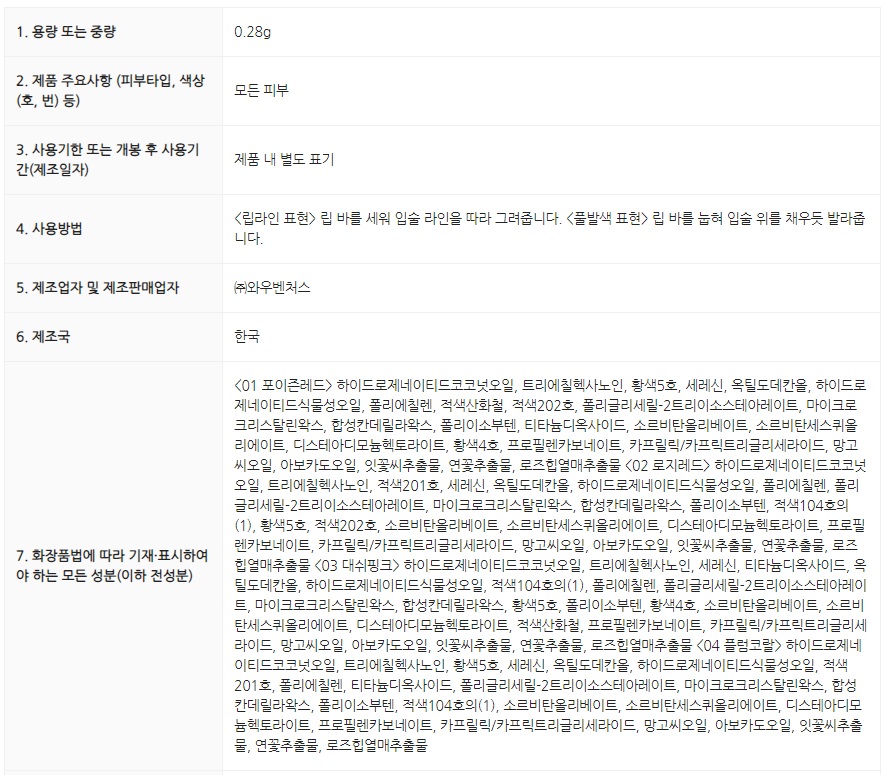 1. 용량 또는 중량
0.28g
2. 제품 주요사항 (피부타입, 색상
(호, 번) 등)
모든 피부
3. 사용기한 또는 개봉 후 사용기
간(제조일자)
제품 내 별도 표기
4. 사용방법
<립라인 표현> 립 바를 세워 입술 라인을 따라 그려줍니다. <풀발색 표현> 립 바를 눕혀 입술 위를 채우듯 발라줍
니다.
5. 제조업자 및 제조판매업자
㈜와우벤처스
6. 제조국
한국
7. 화장품법에 따라 기재·표시하여
야 하는 모든 성분(이하 전성분)
<01 포이즌레드> 하이드로제네이티드코코넛오일, 트리에칠헥사노인, 황색5호, 세레신, 옥틸도데칸올, 하이드로
제네이티드식물성오일, 폴리에칠렌, 적색산화철, 적색202호, 폴리글리세릴-2트리이소스테아레이트, 마이크로
크리스탈린왁스, 합성칸데릴라왁스, 폴리이소부텐, 티타늄디옥사이드, 소르비탄올리베이트, 소르비탄세스퀴올
리에이트, 디스테아디모늄헥토라이트, 황색4호, 프로필렌카보네이트, 카프릴릭/카프릭트리글리세라이드, 망고
씨오일, 아보카도오일, 잇꽃씨추출물, 연꽃추출물, 로즈힙열매추출물 <02 로지레드> 하이드로제네이티드코코넛
오일, 트리에칠헥사노인, 적색201호, 세레신, 옥틸도데칸올, 하이드로제네이티드식물성오일, 폴리에칠렌, 폴리
글리세릴-2트리이소스테아레이트, 마이크로크리스탈린왁스, 합성칸데릴라왁스, 폴리이소부텐, 적색104호의
(1), 황색5호, 적색202호, 소르비탄올리베이트, 소르비탄세스퀴올리에이트, 디스테아디모늄헥토라이트, 프로필
렌카보네이트, 카프릴릭/카프릭트리글리세라이드, 망고씨오일, 아보카도오일, 잇꽃씨추출물, 연꽃추출물, 로즈
힙열매추출물 <03 대쉬핑크> 하이드로제네이티드코코넛오일, 트리에칠헥사노인, 세레신, 티타늄디옥사이드, 옥
틸도데칸올, 하이드로제네이티드식물성오일, 적색104호의(1), 폴리에칠렌, 폴리글리세릴-2트리이소스테아레이
트, 마이크로크리스탈린왁스, 합성칸데릴라왁스, 황색5호, 폴리이소부텐, 황색4호, 소르비탄올리베이트, 소르비
탄세스퀴올리에이트, 디스테아디모늄헥토라이트, 적색산화철, 프로필렌카보네이트, 카프릴릭/카프릭트리글리세
라이드, 망고씨오일, 아보카도오일, 잇꽃씨추출물, 연꽃추출물, 로즈힙열매추출물 <04 플럼코랄> 하이드로제네
이티드코코넛오일, 트리에칠헥사노인, 황색5호, 세레신, 옥틸도데칸올, 하이드로제네이티드식물성오일, 적색
201호, 폴리에칠렌, 티타늄디옥사이드, 폴리글리세릴-2트리이소스테아레이트, 마이크로크리스탈린왁스, 합성
칸데릴라왁스, 폴리이소부텐, 적색104호의(1), 소르비탄올리베이트, 소르비탄세스퀴올리에이트, 디스테아디모
늄헥토라이트, 프로필렌카보네이트, 카프릴릭/카프릭트리글리세라이드, 망고씨오일, 아보카도오일, 잇꽃씨추출
물, 연꽃추출물, 로즈힙열매추출물